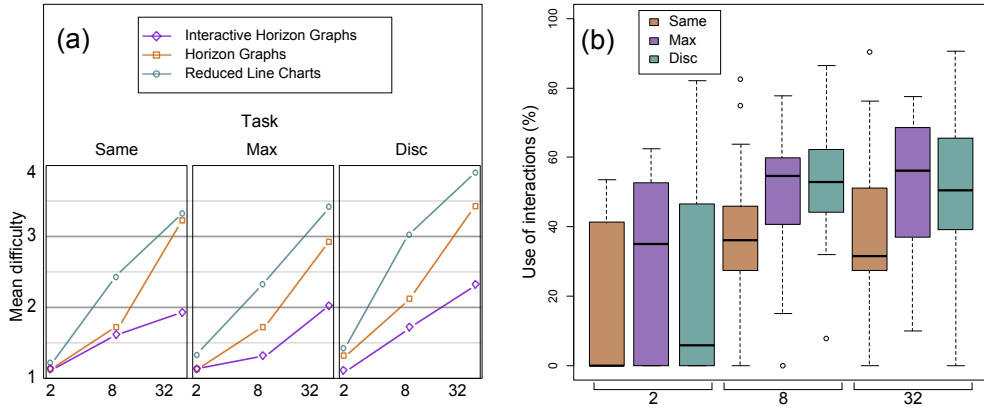 (a)
Interactive Horizon Graphs
Horizon Graphs
Reduced Line Charts
Task
Same Max Disc
Mean difficulty
4
3
2
1
2 8 32 2 8 32 2 8 32
(b)
Same
Max
Disc
Use of interactions (%)
100
80
60
40
20
0
2 8 32